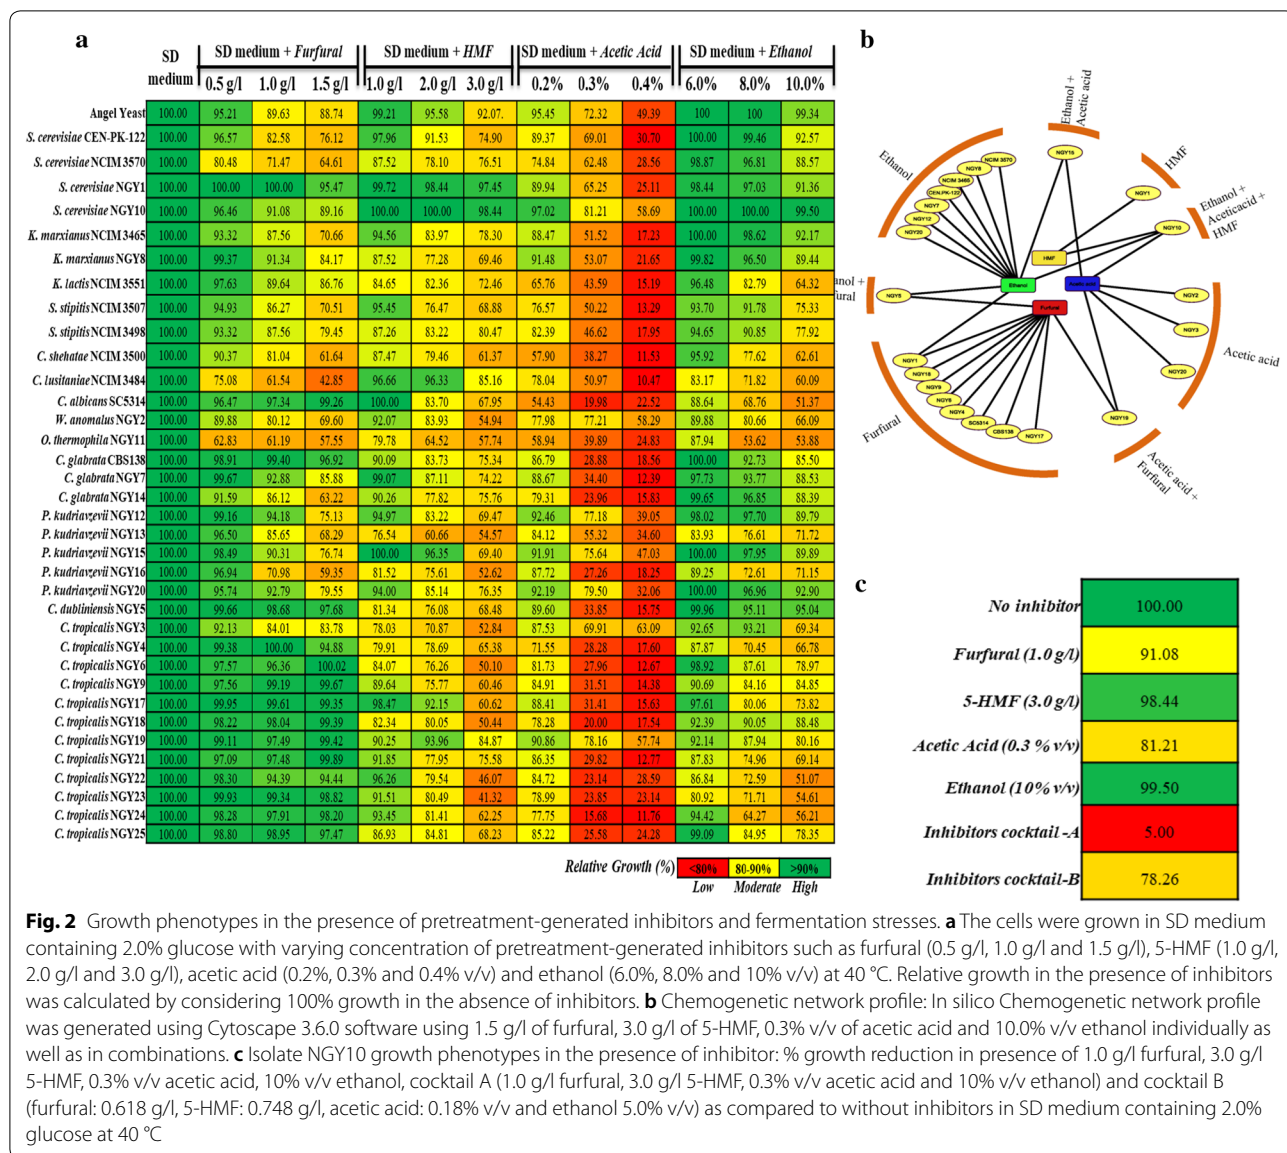 a
SD medium
SD medium + Furfural
SD medium + HMF
SD medium + Acetic Acid
SD medium + Ethanol
0.5 g/l 1.0 g/l 1.5 g/l 1.0 g/l 2.0 g/l 3.0 g/l 0.2% 0.3% 0.4% 6.0% 8.0% 10.0%
Angel Yeast 100.00 95.21 89.63 88.74 99.21 95.58 92.07. 95.45 72.32 49.39 100 100 99.34
S. cerevisiae CEN-PK-122 100.00 96.57 82.58 76.12 97.96 91.53 74.90 89.37 69.01 30.70 100.00 99.46 92.57
S. cerevisiae NCIM 3570 100.00 80.48 71.47 64.61 87.52 78.10 76.51 74.84 62.48 28.56 98.87 96.81 88.57
S. cerevisiae NGY1 100.00 100.00 100.00 95.47 99.72 98.44 97.45 89.94 65.25 25.11 98.44 97.03 91.36
S. cerevisiae NGY10 100.00 96.46 91.08 89.16 100.00 100.00 98.44 97.02 81.21 58.69 100.00 100.00 99.50
K. marxianus NCIM 3465 100.00 93.32 87.56 70.66 94.56 83.97 78.30 88.47 51.52 17.23 100.00 98.62 92.17
K. marxianus NGY8 100.00 99.37 91.34 84.17 87.52 77.28 69.46 91.48 53.07 21.65 99.82 96.50 89.44
K. lactis NCIM 3551 100.00 97.63 89.64 76.76 84.65 82.36 72.46 65.76 43.59 15.19 96.48 82.79 64.32
S. stipitis NCIM 3507 100.00 94.93 86.27 70.51 95.45 76.47 68.88 76.57 50.22 13.29 93.70 91.78 75.33
S. stipitis NCIM 3498 100.00 93.32 87.56 79.45 87.26 83.22 80.47 82.39 46.62 17.95 94.65 90.85 77.92
C. shehatae NCIM 3500 100.00 90.37 81.04 61.64 87.47 79.46 61.37 57.90 38.27 11.53 95.92 77.62 62.61
C. lusitaniae NCIM 3484 100.00 75.08 61.54 42.85 96.66 96.33 85.16 78.04 50.97 10.47 83.17 71.82 60.09
C. albicans SC5314 100.00 96.47 97.34 99.26 100.00 83.70 67.95 54.43 19.98 22.52 88.64 68.76 51.37
W. anomalus NGY2 100.00 89.88 80.12 69.60 92.07 83.93 54.94 77.98 77.21 58.29 89.88 80.66 66.09
O. thermophila NGY11 100.00 62.83 61.19 57.55 79.78 64.52 57.74 58.94 39.89 24.83 87.94 53.62 53.88
C. glabrata CBS138 100.00 98.91 99.40 96.92 90.09 83.73 75.34 86.79 28.88 18.56 100.00 92.73 85.50
C. glabrata NGY7 100.00 99.67 92.88 85.88 99.07 87.11 74.22 88.67 34.40 12.39 97.73 93.77 88.53
C. glabrata NGY14 100.00 91.59 86.12 63.22 90.26 77.82 75.76 79.31 23.96 15.83 99.65 96.85 88.39
P. kudriavzevii NGY12 100.00 99.16 94.18 75.13 94.97 83.22 69.47 92.46 77.18 39.05 98.02 97.70 89.79
P. kudriavzevii NGY13 100.00 96.50 85.65 68.29 76.54 60.66 54.57 84.12 55.32 34.60 83.93 76.61 71.72
P. kudriavzevii NGY15 100.00 98.49 90.31 76.74 100.00 96.35 69.40 91.91 75.64 47.03 100.00 97.95 89.89
P. kudriavzevii NGY16 100.00 96.94 70.98 59.35 81.52 75.61 52.62 87.72 27.26 18.25 89.25 72.61 71.15
P. kudriavzevii NGY20 100.00 95.74 92.79 79.55 94.00 85.14 76.35 92.19 79.50 32.06 100.00 96.96 92.90
C. dubliniensis NGY5 100.00 99.66 98.68 97.68 81.34 76.08 68.48 89.60 33.85 15.75 99.96 95.11 95.04
C. tropicalis NGY3 100.00 92.13 84.01 83.78 78.03 70.87 52.84 87.53 69.91 63.09 92.65 93.21 69.34
C. tropicalis NGY4 100.00 99.38 100.00 94.88 79.91 78.69 65.38 71.55 28.28 17.60 87.87 70.45 66.78
C. tropicalis NGY6 100.00 97.57 96.36 100.02 84.07 76.26 50.10 81.73 27.96 12.67 98.92 87.61 78.97
C. tropicalis NGY9 100.00 97.56 99.19 99.67 89.64 75.77 60.46 84.91 31.51 14.38 90.69 84.16 84.85
C. tropicalis NGY17 100.00 99.95 99.61 99.35 98.47 92.15 60.62 88.41 31.41 15.63 97.61 80.06 73.82
C. tropicalis NGY18 100.00 98.22 98.04 99.39 82.34 80.05 50.44 78.28 20.00 17.54 92.39 90.05 88.48
C. tropicalis NGY19 100.00 99.11 97.49 99.42 90.25 93.96 84.87 90.86 78.16 57.74 92.14 87.94 80.16
C. tropicalis NGY21 100.00 97.09 97.48 99.89 91.85 77.95 75.58 86.35 29.82 12.77 87.83 74.96 69.14
C. tropicalis NGY22 100.00 98.30 94.39 94.44 96.26 79.54 46.07 84.72 23.14 28.59 86.84 72.59 51.07
C. tropicalis NGY23 100.00 99.93 99.34 98.82 91.51 80.49 41.32 78.99 23.85 23.14 80.92 71.71 54.61
C. tropicalis NGY24 100.00 98.28 97.91 98.20 93.45 81.41 62.25 77.75 15.68 11.76 94.42 64.27 56.21
C. tropicalis NGY25 100.00 98.80 98.95 97.47 86.93 84.81 68.23 85.22 25.58 24.28 99.09 84.95 78.35
Relative Growth (%) <80% 80-90% >90%
Low Moderate High
b
Ethanol +
Acetic acid
HMF
Ethanol +
Aceticacid +
HMF
Ethanol
anol +
fural
Acetic acid
Furfural
Acetic acid +
Furfural
NGY15
NCIM 3570
NGY8
NCIM 3465
CEN-PK-122
NGY7
NGY12
NGY20
NGY1
NGY10
HMF
Ethanol
Acetic acid
Furfural
NGY5
NGY2
NGY3
NGY20
NGY19
NGY1
NGY18
NGY9
NGY6
NGY4
SC5314
CBS138
NGY17
c
No inhibitor 100.00
Furfural (1.0 g/l) 91.08
5-HMF (3.0 g/l) 98.44
Acetic Acid (0.3 % v/v) 81.21
Ethanol (10% v/v) 99.50
Inhibitors cocktail -A 5.00
Inhibitors cocktail-B 78.26
Fig. 2 Growth phenotypes in the presence of pretreatment-generated inhibitors and fermentation stresses. a The cells were grown in SD medium
containing 2.0% glucose with varying concentration of pretreatment-generated inhibitors such as furfural (0.5 g/l, 1.0 g/l and 1.5 g/l), 5-HMF (1.0 g/l,
2.0 g/l and 3.0 g/l), acetic acid (0.2%, 0.3% and 0.4% v/v) and ethanol (6.0%, 8.0% and 10% v/v) at 40 °C. Relative growth in the presence of inhibitors
was calculated by considering 100% growth in the absence of inhibitors. b Chemogenetic network profile: In silico Chemogenetic network profile
was generated using Cytoscape 3.6.0 software using 1.5 g/l of furfural, 3.0 g/l of 5-HMF, 0.3% v/v of acetic acid and 10.0% v/v ethanol individually as
well as in combinations. c Isolate NGY10 growth phenotypes in the presence of inhibitor: % growth reduction in presence of 1.0 g/l furfural, 3.0 g/l
5-HMF, 0.3% v/v acetic acid, 10% v/v ethanol, cocktail A (1.0 g/l furfural, 3.0 g/l 5-HMF, 0.3% v/v acetic acid and 10% v/v ethanol) and cocktail B
(furfural: 0.618 g/l, 5-HMF: 0.748 g/l, acetic acid: 0.18% v/v and ethanol 5.0% v/v) as compared to without inhibitors in SD medium containing 2.0%
glucose at 40 °C